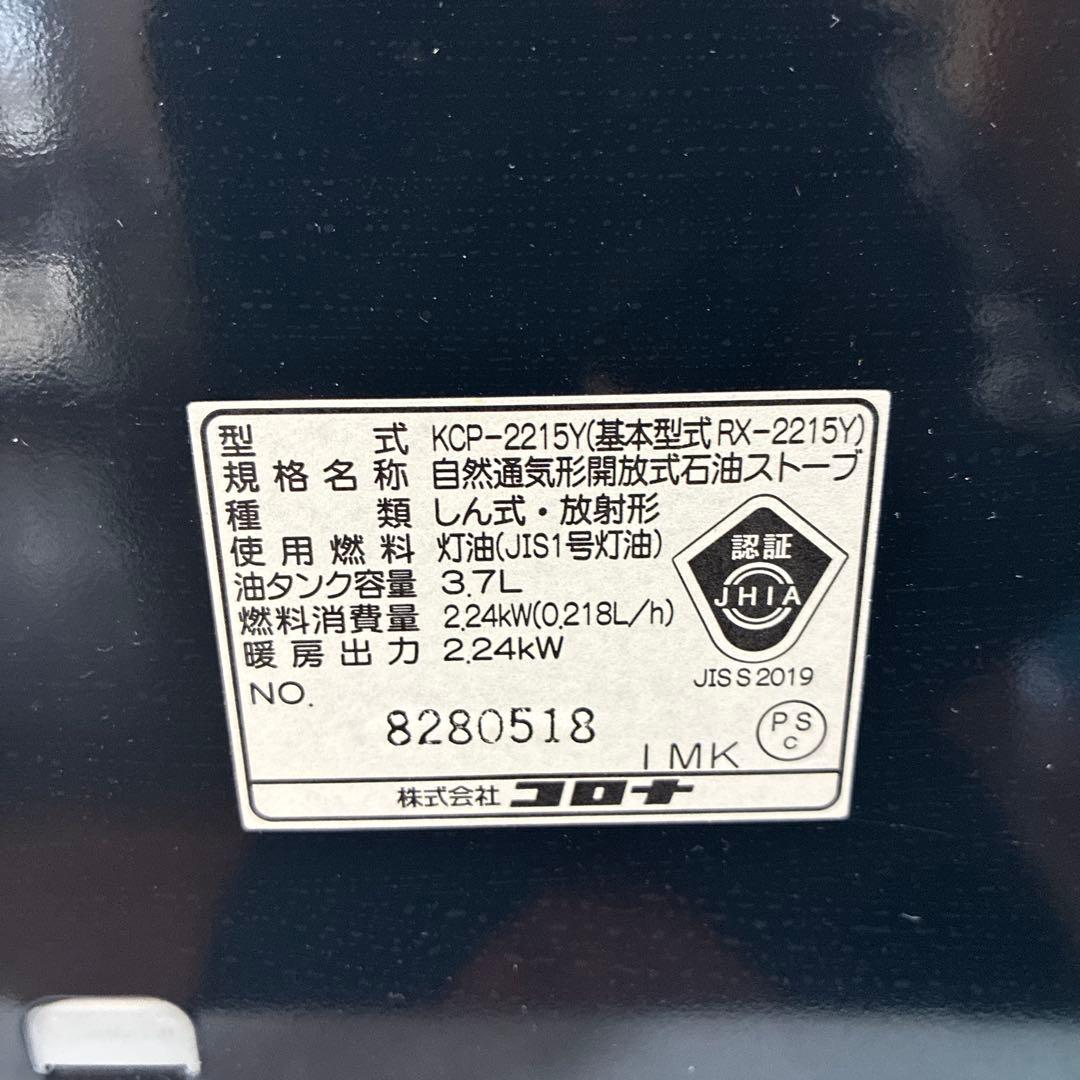 型式 KCP-2215Y(基本型式RX-2215Y)
規格名称 自然通気形開放式石油ストーブ
種類 しん式・放射形
使用燃料 灯油(JIS1号灯油)
油タンク容量 3.7L
燃料消費量 2.24kW(0.218L/h)
暖房出力 2.24kW
認証
JHIA
JIS S 2019
NO.
8280518
IMK
PS
C
株式会社 コロナ